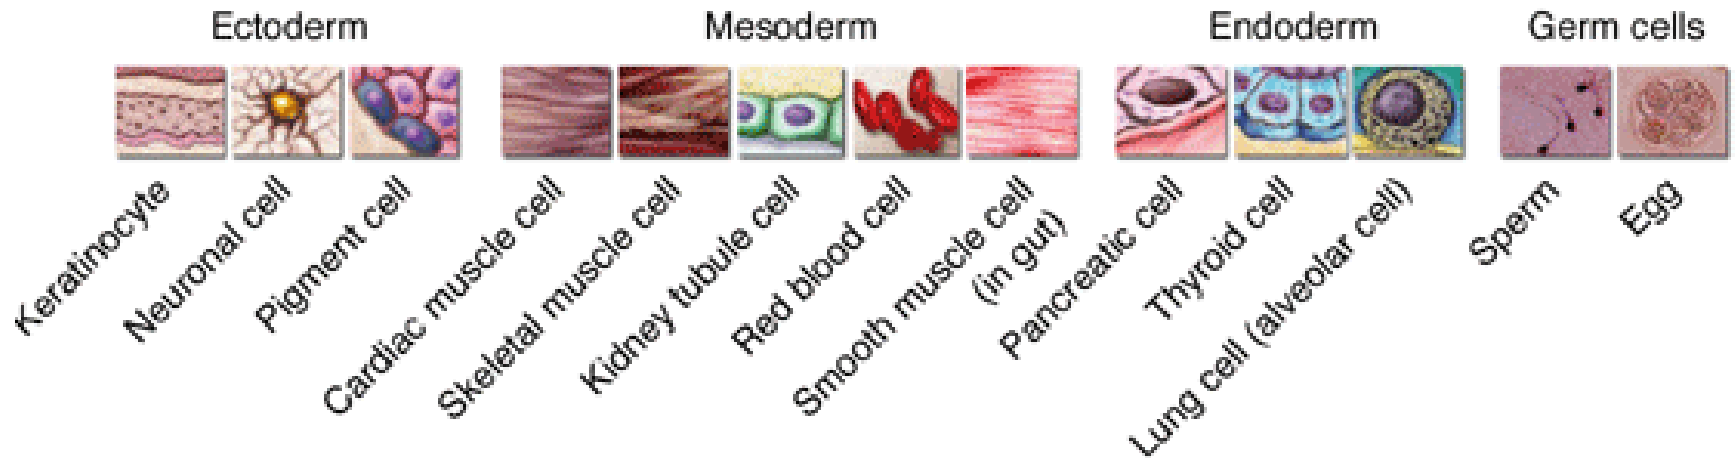 Ectoderm
Mesoderm
Endoderm
Germ cells
Keratinocyte
Neuronal cell
Pigment cell
Cardiac muscle cell
Skeletal muscle cell
Kidney tubule cell
Red blood cell
Smooth muscle cell
(in gut)
Pancreatic cell
Thyroid cell
Lung cell (alveolar cell)
Sperm
Egg